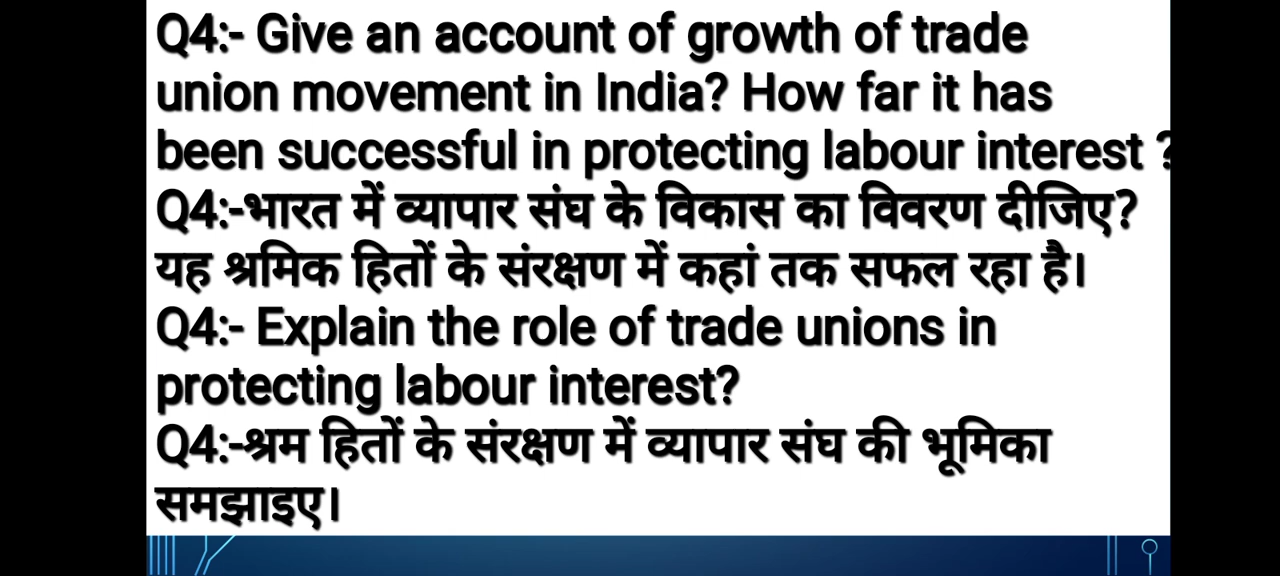 Q4:- Give an account of growth of trade
union movement in India? How far it has
been successful in protecting labour interest ?
Q4:-भारत में व्यापार संघ के विकास का विवरण दीजिए?
यह श्रमिक हितों के संरक्षण में कहां तक सफल रहा है।
Q4:- Explain the role of trade unions in
protecting labour interest?
Q4:-श्रम हितों के संरक्षण में व्यापार संघ की भूमिका
समझाइए।